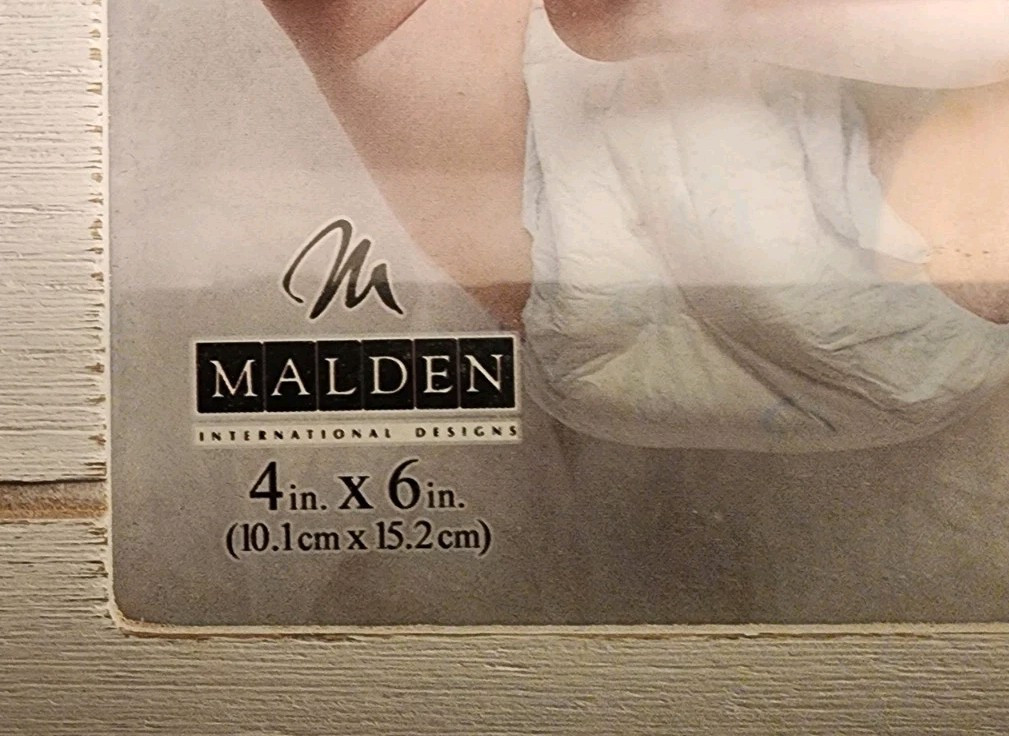 M
MALDEN
INTERNATIONAL DESIGNS
4in. x 6in.
(10.1cm x 15.2cm)